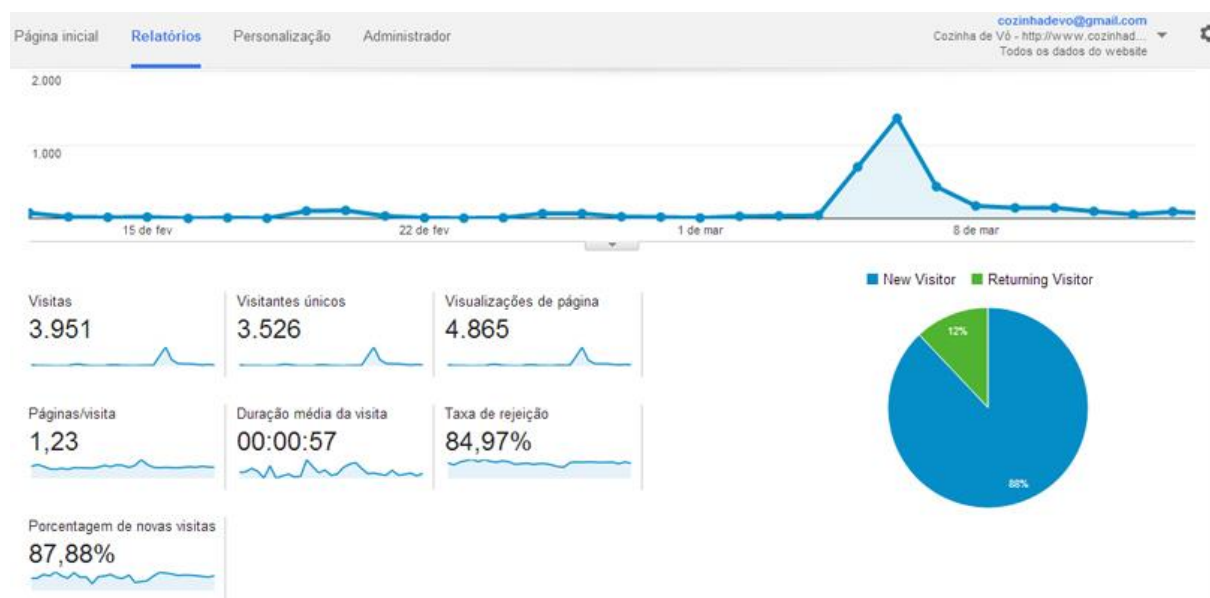 Página inicial Relatórios Personalização Administrador
cozinhadevo@gmail.com
Cozinha de Vó - http://www.cozinhad...
Todos os dados do website
2.000
1.000
15 de fev 22 de fev 1 de mar 8 de mar
New Visitor Returning Visitor
Visitas Visitantes únicos Visualizações de página
3.951 3.526 4.865
12%
Páginas/visita Duração média da visita Taxa de rejeição
1,23 00:00:57 84,97%
88%
Porcentagem de novas visitas
87,88%